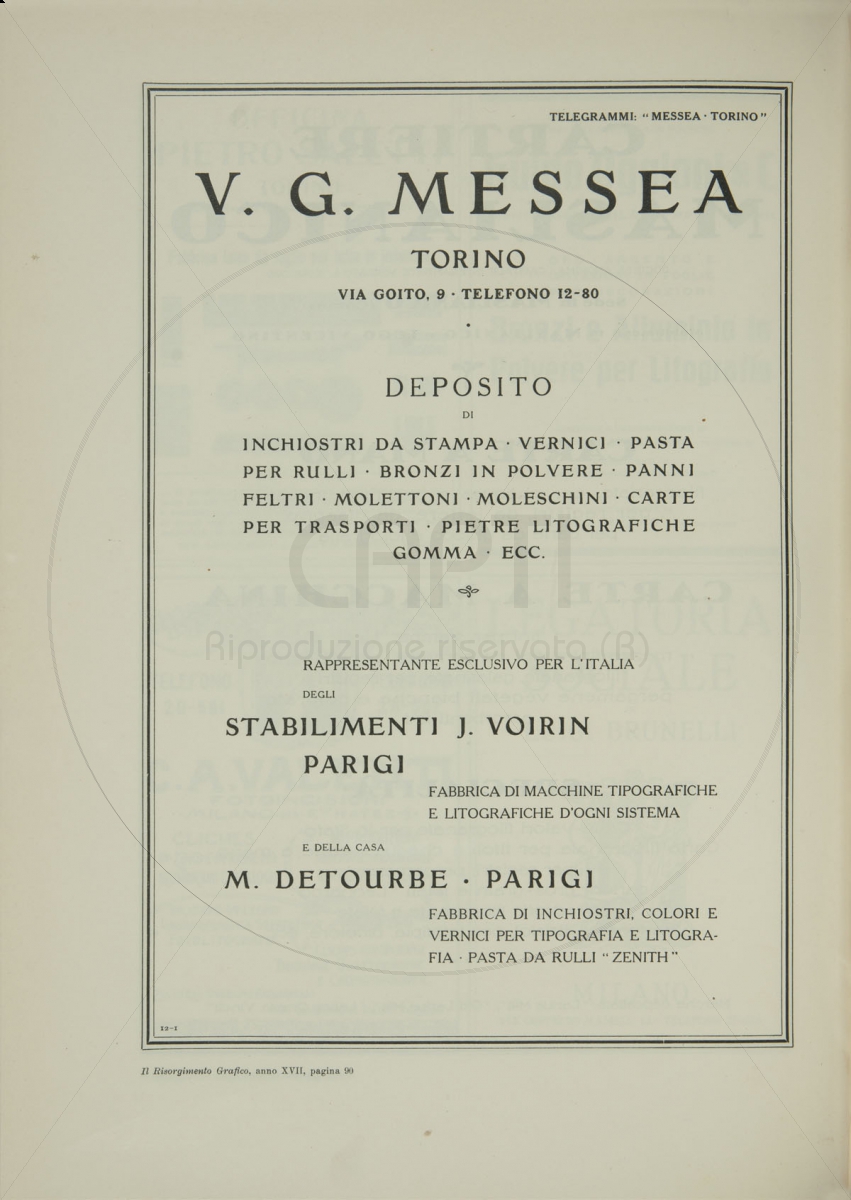 TELEGRAMMI: “MESSEA · TORINO”
V. G. MESSEA
TORINO
VIA GOITO, 9 · TELEFONO 12-80
DEPOSITO
DI
INCHIOSTRI DA STAMPA · VERNICI · PASTA
PER RULLI · BRONZI IN POLVERE · PANNI
FELTRI · MOLETTONI · MOLESCHINI · CARTE
PER TRASPORTI · PIETRE LITOGRAFICHE
GOMMA · ECC.
CAPTI
Riproduzione riservata (R)
RAPPRESENTANTE ESCLUSIVO PER L'ITALIA
DEGLI
STABILIMENTI J. VOIRIN
PARIGI
FABBRICA DI MACCHINE TIPOGRAFICHE
E LITOGRAFICHE D'OGNI SISTEMA
E DELLA CASA
M. DETOURBE · PARIGI
FABBRICA DI INCHIOSTRI, COLORI E
VERNICI PER TIPOGRAFIA E LITOGRA-
FIA · PASTA DA RULLI “ZENITH”
12-1
Il Risorgimento Grafico, anno XVII, pagina 90